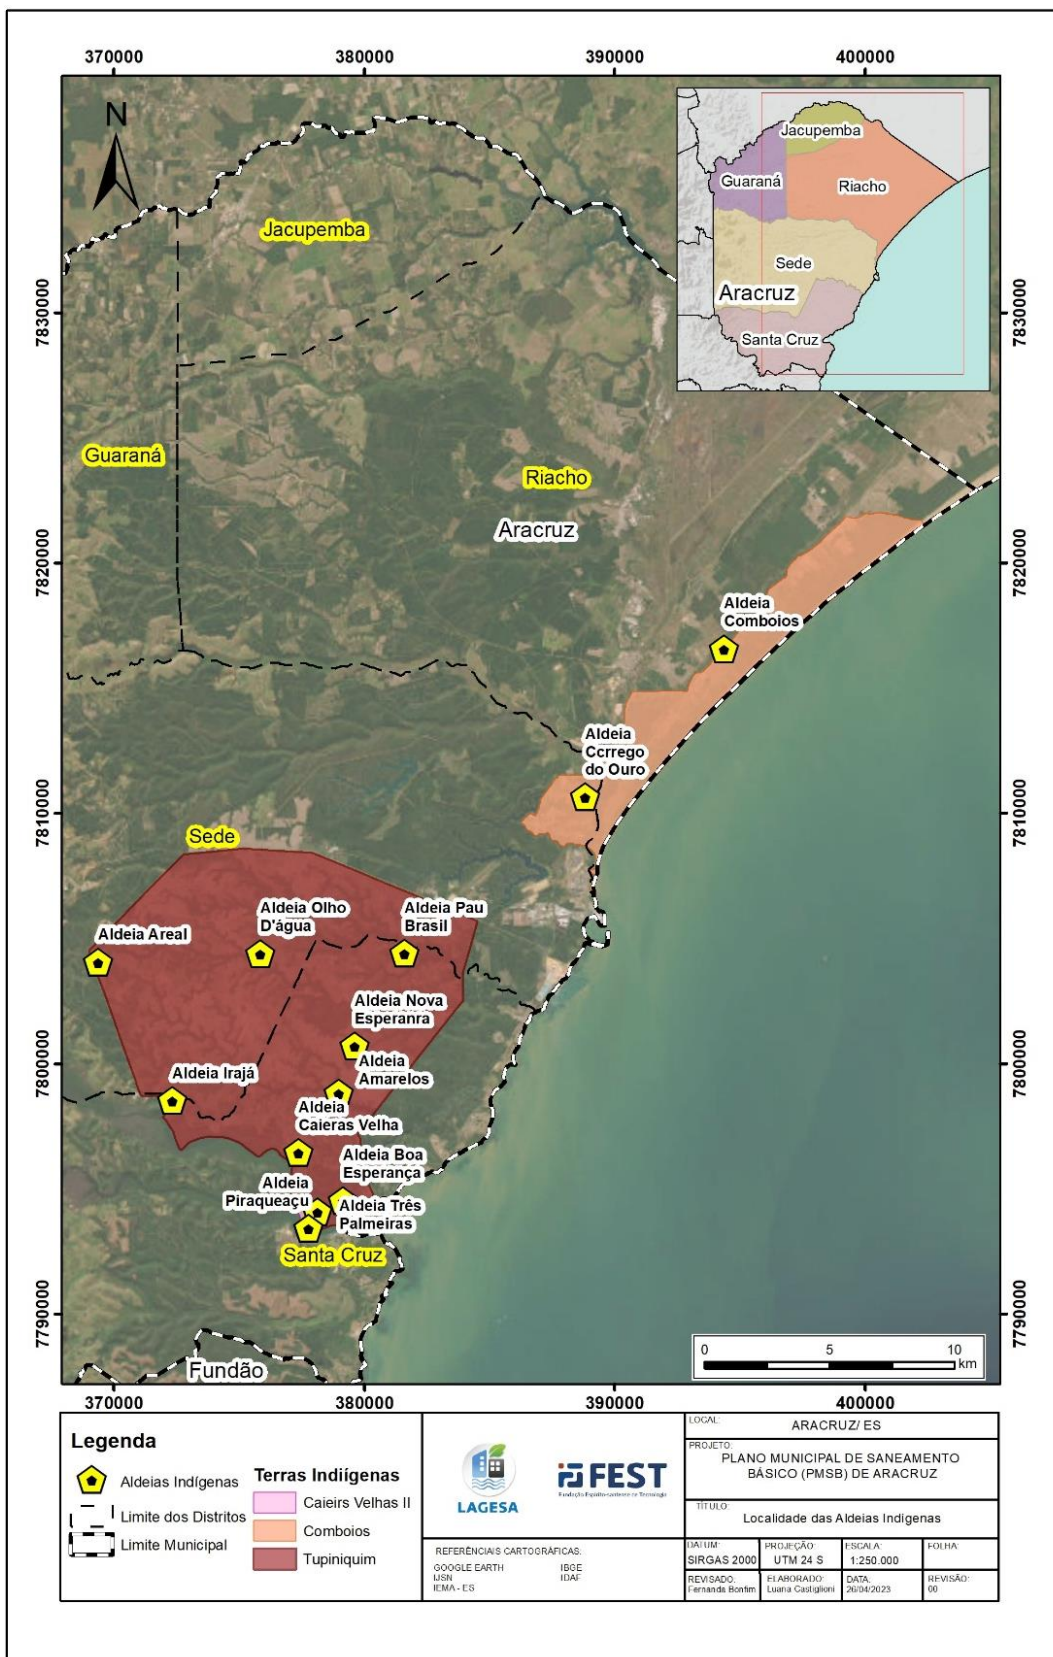 370000
380000
390000
400000
N
Jacupemba
Guaraná
Riacho
Sede
Aracruz
Santa Cruz
Jacupemba
7830000
7830000
Guaraná
Riacho
Aracruz
7820000
7820000
Aldeia
Comboios
Aldeia
Ccrrego
do Ouro
7810000
7810000
Sede
Aldeia Olho
D'água
Aldeia Pau
Brasil
Aldeia Areal
Aldeia Nova
Esperanra
7800000
7800000
Aldeia
Amarelos
Aldeia Irajá
Aldeia
Caieras Velha
Aldeia Boa
Esperança
Aldeia
Piraqueaçu
Aldeia Três
Palmeiras
Santa Cruz
7790000
7790000
Fundão
0 5 10
km
370000
380000
390000
400000
Legenda
Aldeias Indígenas
Limite dos Distritos
Limite Municipal
Terras Indiígenas
Caieirs Velhas II
Comboios
Tupiniquim
LAGESA
FEST
Fundação Espírito-santense de Tecnologia
REFERÊNCIAS CARTOGRÁFICAS:
GOOGLE EARTH IBGE
IJSN IDAF
IEMA - ES
LOCAL:
ARACRUZ/ ES
PROJETO:
PLANO MUNICIPAL DE SANEAMENTO
BÁSICO (PMSB) DE ARACRUZ
TÍTULO:
Localidade das Aldeias Indígenas
DATUM:
SIRGAS 2000
PROJEÇÃO:
UTM 24 S
ESCALA:
1:250.000
FOLHA:
REVISADO:
Fernanda Bonfim
ELABORADO:
Luana Castiglioni
DATA:
26/04/2023
REVISÃO:
00